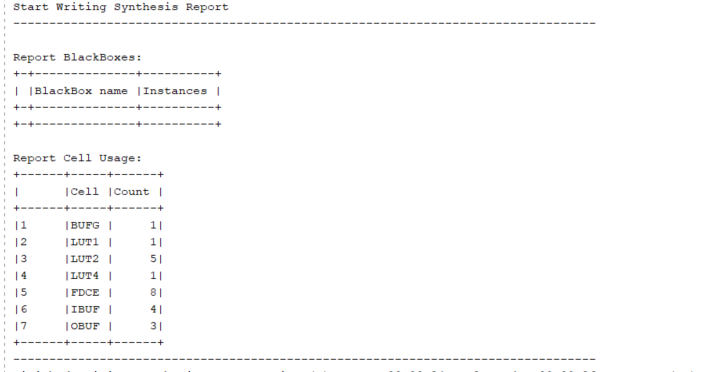 Start Writing Synthesis Report
---------------------------------------------------------------------------------
Report BlackBoxes:
+-+--------------+----------+
| |BlackBox name |Instances |
+-+--------------+----------+
+-+--------------+----------+
Report Cell Usage:
+------+-----+------+
|      |Cell |Count |
+------+-----+------+
|1     |BUFG |     1|
|2     |LUT1 |     1|
|3     |LUT2 |     5|
|4     |LUT4 |     1|
|5     |FDCE |     8|
|6     |IBUF |     4|
|7     |OBUF |     3|
+------+-----+------+
---------------------------------------------------------------------------------